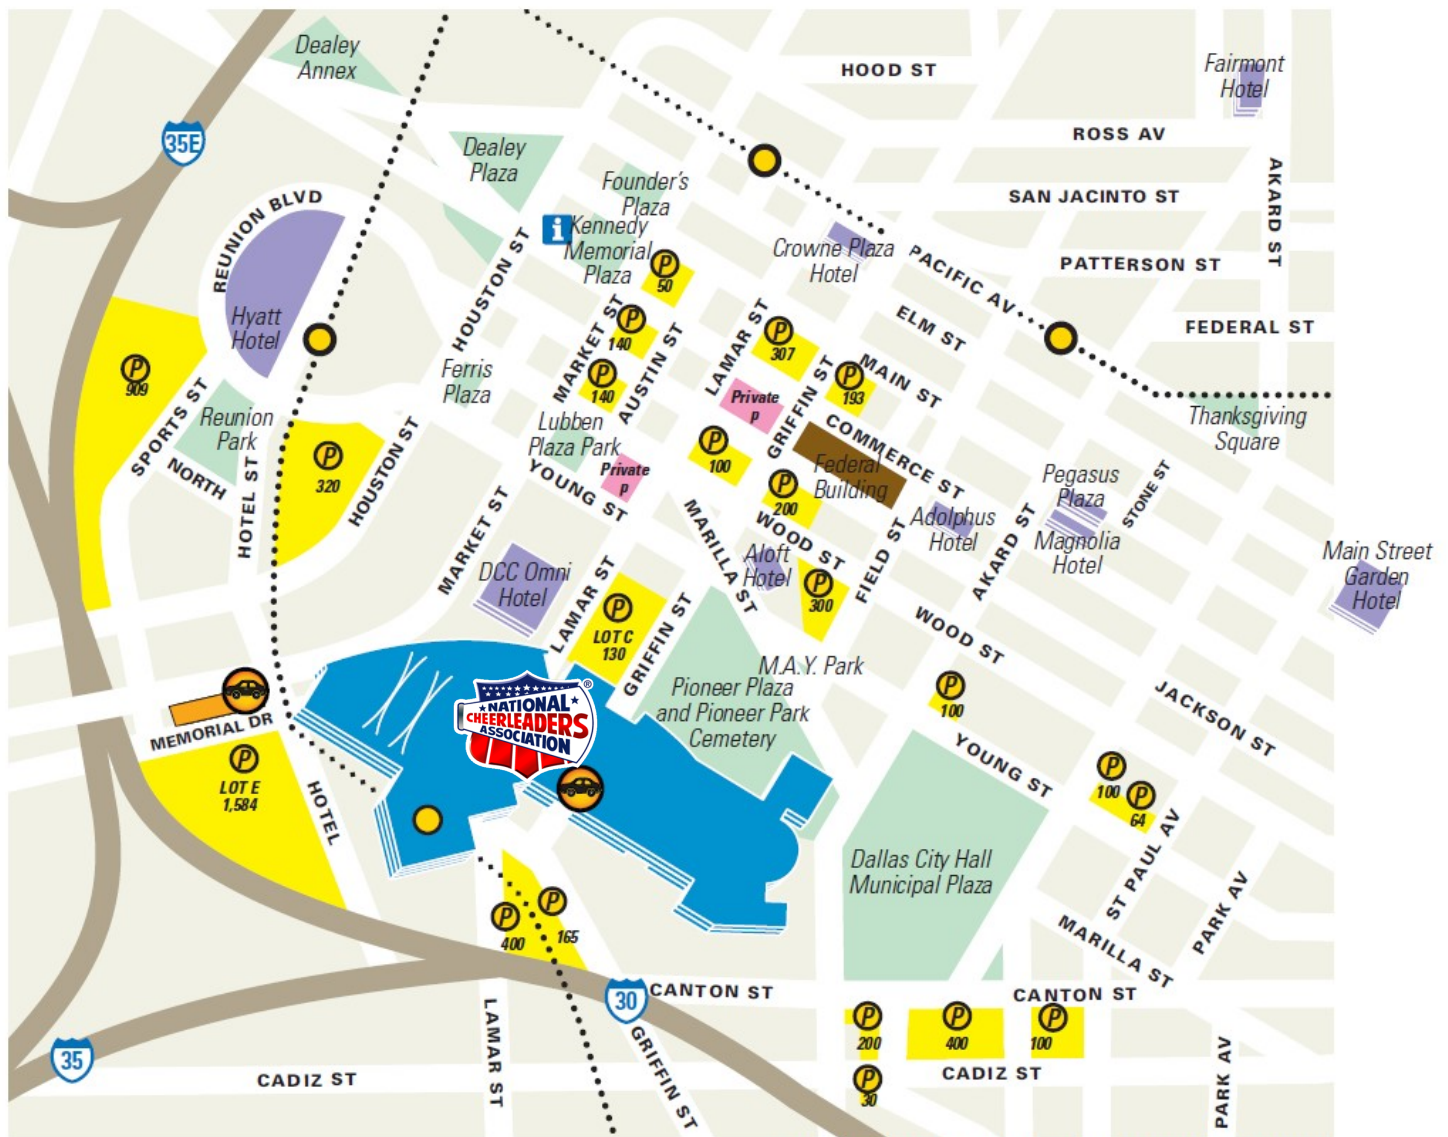 Dealey
Annex
HOOD ST
Fairmont
Hotel
35E
ROSS AV
Dealey
Plaza
Founder's
Plaza
SAN JACINTO ST
AKARD ST
REUNION BLVD
i
Kennedy
Memorial
Plaza
Crowne Plaza
Hotel
PACIFIC AV
PATTERSON ST
P
50
HOUSTON ST
Hyatt
Hotel
MARKET ST
P
140
AUSTIN ST
LAMAR ST
P
307
ELM ST
FEDERAL ST
P
909
Ferris
Plaza
P
140
GRIFFIN ST
P
193
MAIN ST
Private
P
SPORTS ST
Reunion
Park
Lubben
Plaza Park
Thanksgiving
Square
COMMERCE ST
P
320
HOUSTON ST
P
100
Private
P
Federal
Building
NORTH
HOTEL ST
YOUNG ST
P
200
Pegasus
Plaza
STONE ST
MARKET ST
MARILLA ST
WOOD ST
Adolphus
Hotel
AKARD ST
Magnolia
Hotel
Main Street
Garden
Hotel
DCC Omni
Hotel
Aloft
Hotel
P
300
FIELD ST
LAMAR ST
P
LOT C
130
GRIFFIN ST
WOOD ST
M.A.Y. Park
Pioneer Plaza
and Pioneer Park
Cemetery
P
100
JACKSON ST
NATIONAL
CHEERLEADERS
ASSOCIATION
®
MEMORIAL DR
P
LOT E
1,584
HOTEL
YOUNG ST
P
100
P
64
ST PAUL AV
Dallas City Hall
Municipal Plaza
PARK AV
P
400
P
165
MARILLA ST
30
CANTON ST
CANTON ST
P
200
P
400
P
100
35
LAMAR ST
GRIFFIN ST
CADIZ ST
CADIZ ST
P
30
PARK AV